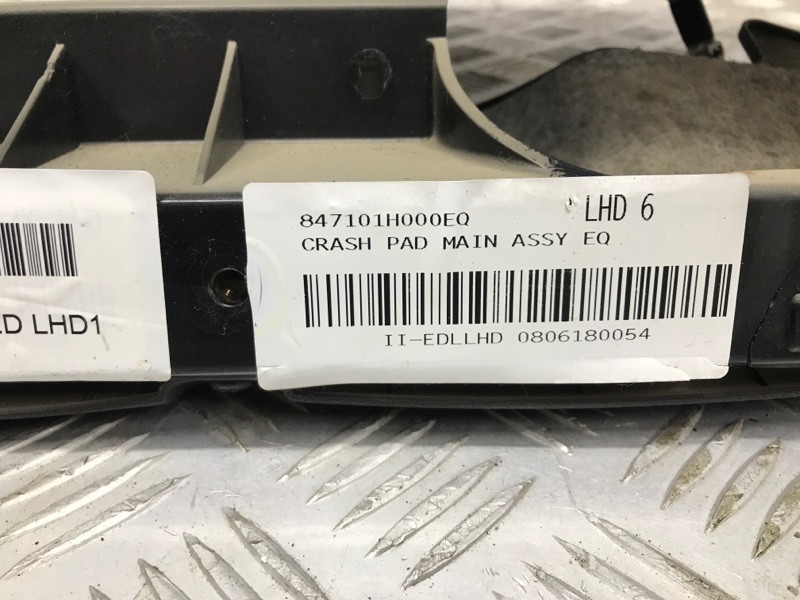 847101H000EQ LHD 6
CRASH PAD MAIN ASSY EQ
II-EDLLHD 0806180054
LHD1